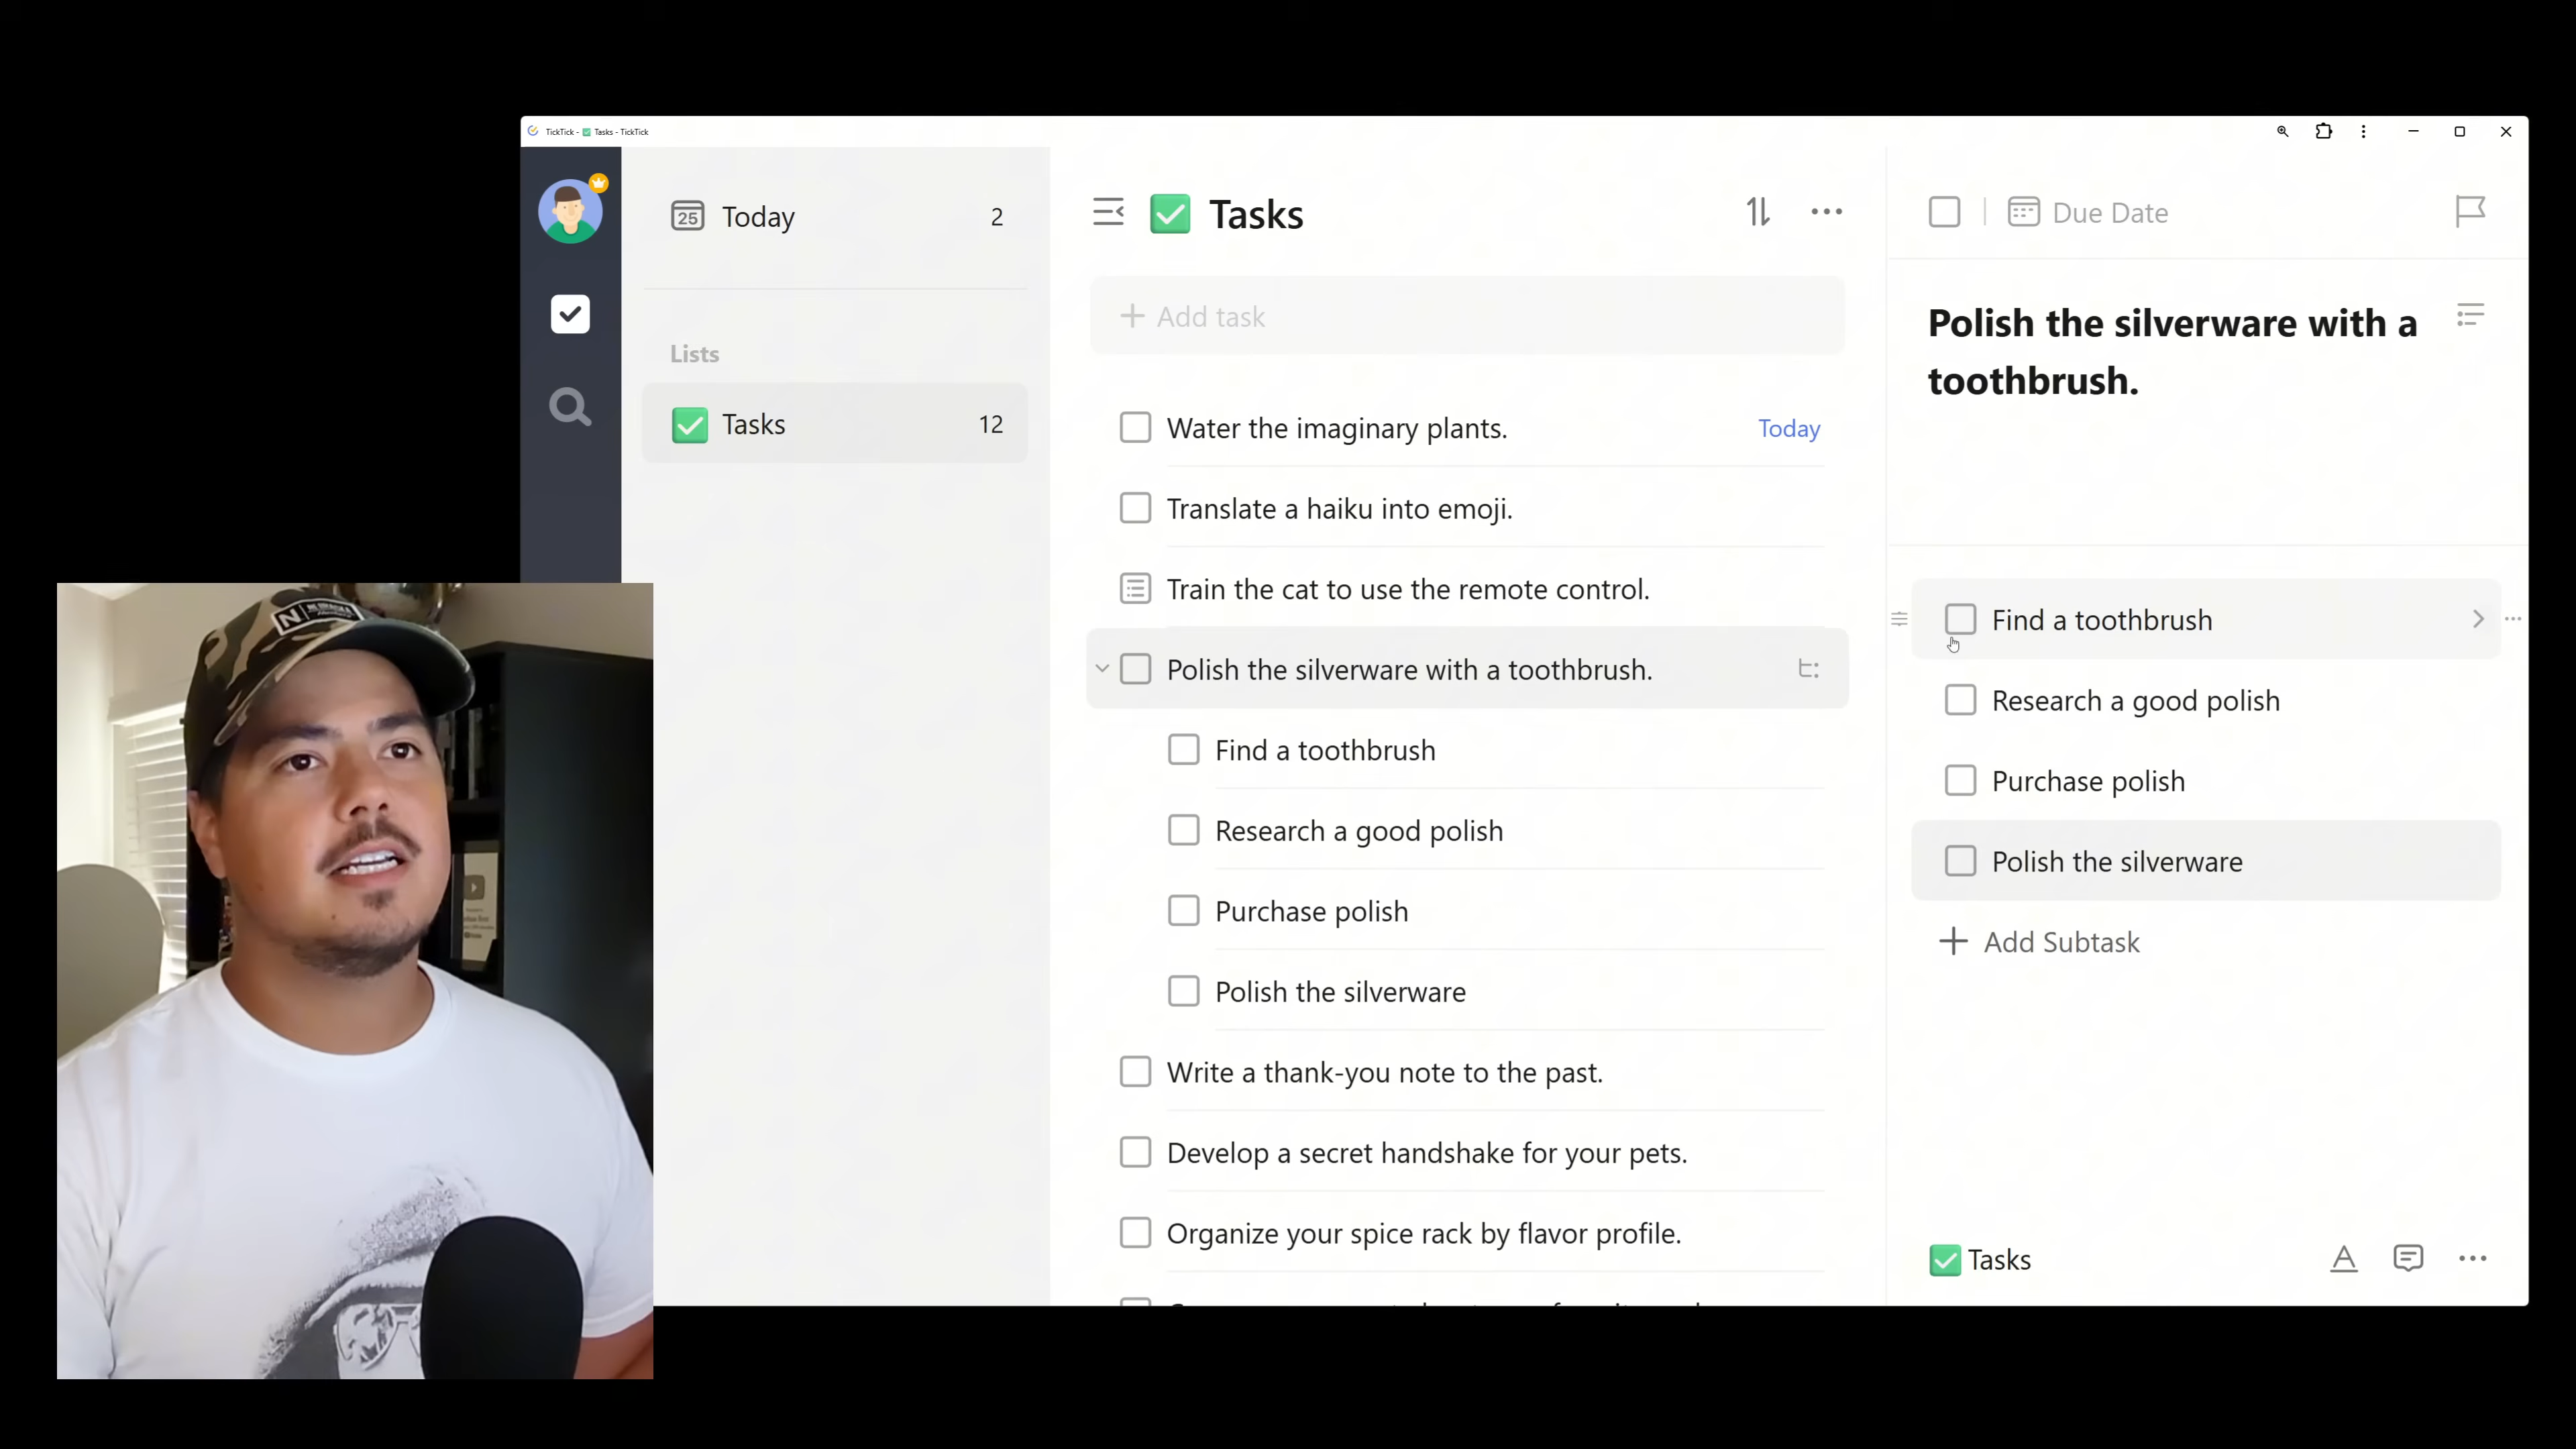 TickTick - ✅ Tasks - TickTick
25 Today 2
Lists
✅ Tasks 12
✅ Tasks
+ Add task
Water the imaginary plants. Today
Translate a haiku into emoji.
Train the cat to use the remote control.
Polish the silverware with a toothbrush.
Find a toothbrush
Research a good polish
Purchase polish
Polish the silverware
Write a thank-you note to the past.
Develop a secret handshake for your pets.
Organize your spice rack by flavor profile.
Due Date
Polish the silverware with a
toothbrush.
Find a toothbrush
Research a good polish
Purchase polish
Polish the silverware
+ Add Subtask
✅ Tasks
N